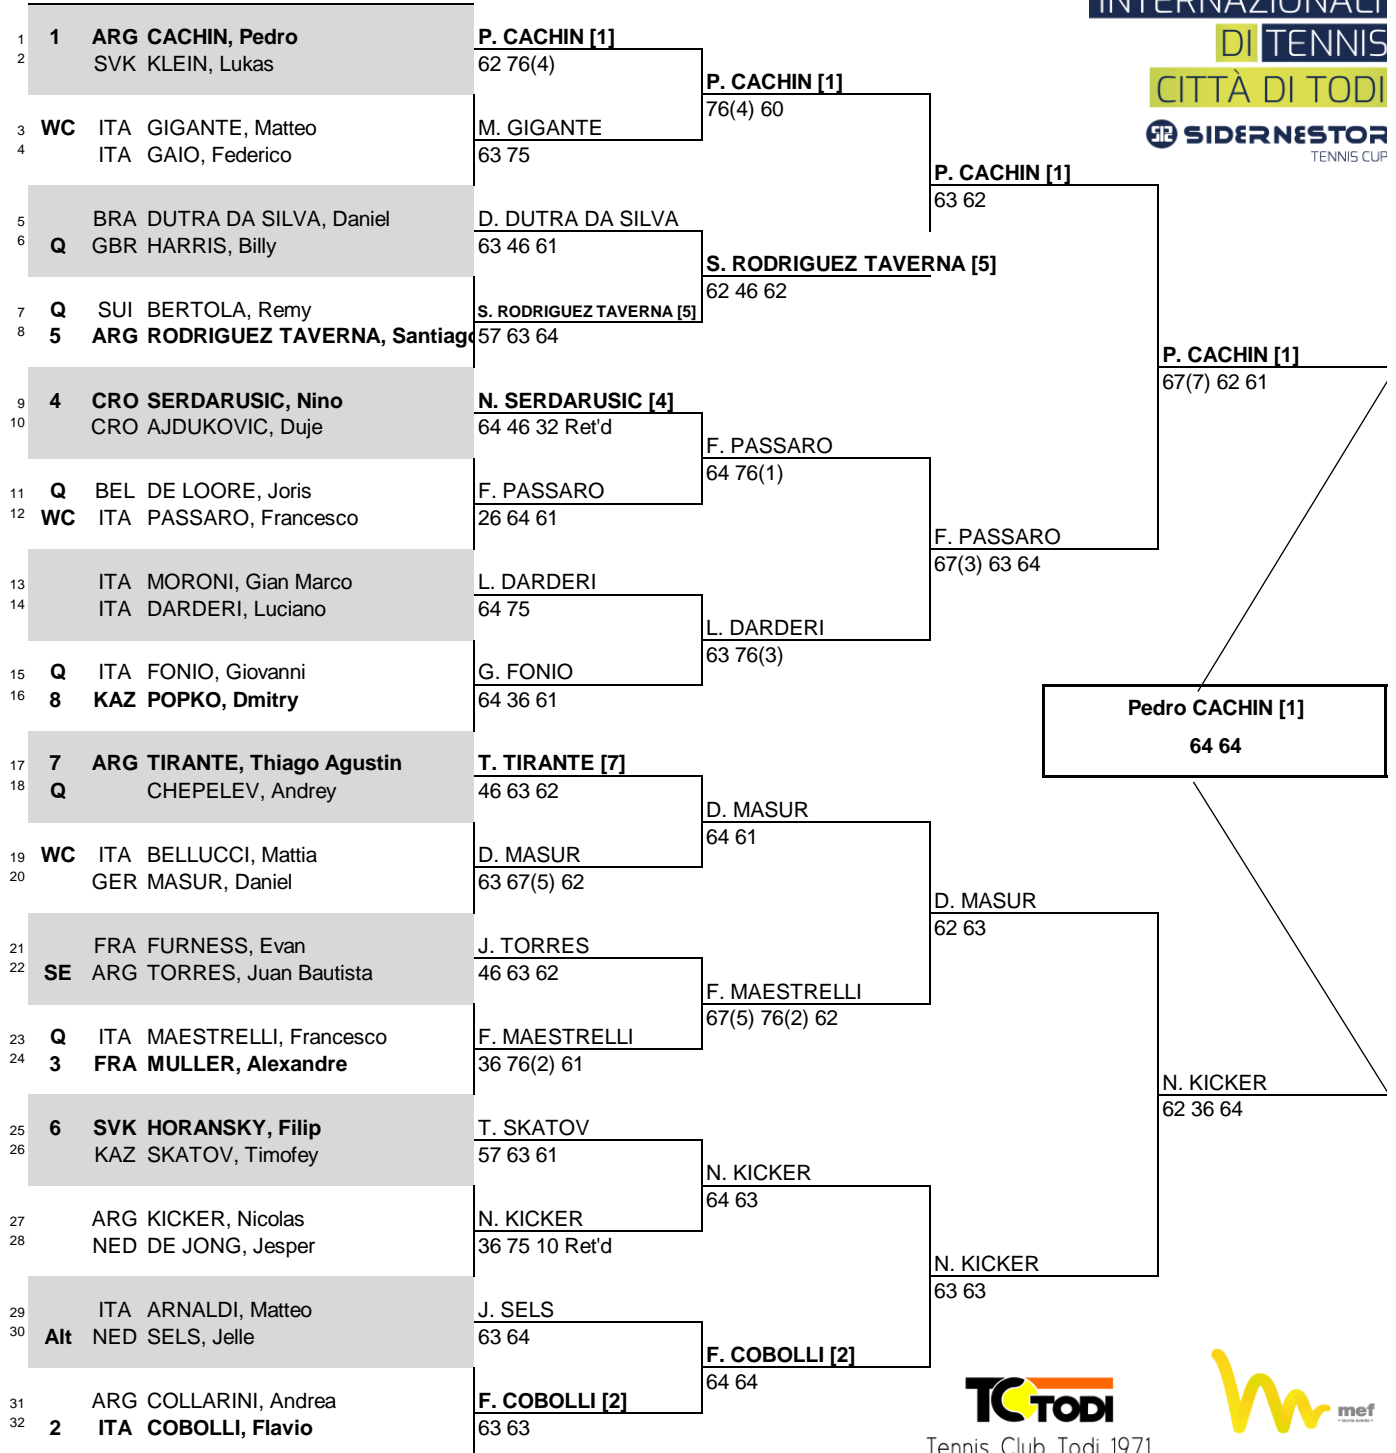 INTERNAZIONALI
DI TENNIS
CITTÀ DI TODI
SIDERNESTOR
TENNIS CUP
1 1 ARG CACHIN, Pedro
2 SVK KLEIN, Lukas
3 WC ITA GIGANTE, Matteo
4 ITA GAIO, Federico
5 BRA DUTRA DA SILVA, Daniel
6 Q GBR HARRIS, Billy
7 Q SUI BERTOLA, Remy
8 5 ARG RODRIGUEZ TAVERNA, Santiago
9 4 CRO SERDARUSIC, Nino
10 CRO AJDUKOVIC, Duje
11 Q BEL DE LOORE, Joris
12 WC ITA PASSARO, Francesco
13 ITA MORONI, Gian Marco
14 ITA DARDERI, Luciano
15 Q ITA FONIO, Giovanni
16 8 KAZ POPKO, Dmitry
17 7 ARG TIRANTE, Thiago Agustin
18 Q CHEPELEV, Andrey
19 WC ITA BELLUCCI, Mattia
20 GER MASUR, Daniel
21 FRA FURNESS, Evan
22 SE ARG TORRES, Juan Bautista
23 Q ITA MAESTRELLI, Francesco
24 3 FRA MULLER, Alexandre
25 6 SVK HORANSKY, Filip
26 KAZ SKATOV, Timofey
27 ARG KICKER, Nicolas
28 NED DE JONG, Jesper
29 ITA ARNALDI, Matteo
30 Alt NED SELS, Jelle
31 ARG COLLARINI, Andrea
32 2 ITA COBOLLI, Flavio
P. CACHIN [1]
62 76(4)
M. GIGANTE
63 75
D. DUTRA DA SILVA
63 46 61
S. RODRIGUEZ TAVERNA [5]
57 63 64
N. SERDARUSIC [4]
64 46 32 Ret'd
F. PASSARO
26 64 61
L. DARDERI
64 75
G. FONIO
64 36 61
T. TIRANTE [7]
46 63 62
D. MASUR
63 67(5) 62
J. TORRES
46 63 62
F. MAESTRELLI
36 76(2) 61
T. SKATOV
57 63 61
N. KICKER
36 75 10 Ret'd
J. SELS
63 64
F. COBOLLI [2]
63 63
P. CACHIN [1]
76(4) 60
S. RODRIGUEZ TAVERNA [5]
62 46 62
F. PASSARO
64 76(1)
L. DARDERI
63 76(3)
D. MASUR
64 61
F. MAESTRELLI
67(5) 76(2) 62
N. KICKER
64 63
F. COBOLLI [2]
64 64
P. CACHIN [1]
63 62
F. PASSARO
67(3) 63 64
D. MASUR
62 63
N. KICKER
63 63
P. CACHIN [1]
67(7) 62 61
N. KICKER
62 36 64
Pedro CACHIN [1]
64 64
TC TODI
Tennis Club Todi 1971
mef